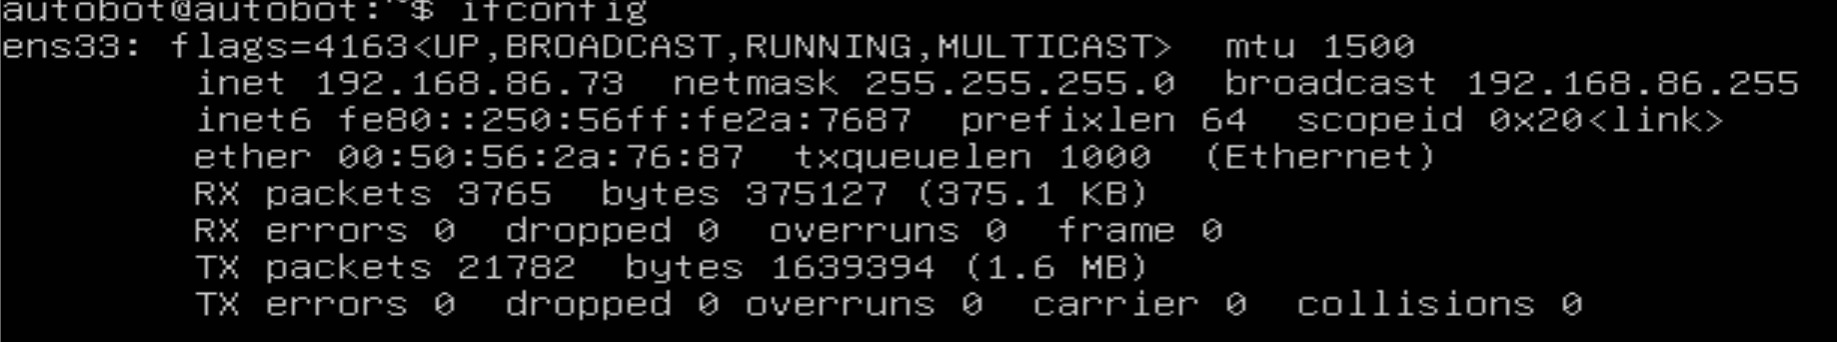 autobot@autobot:~$ ifconfig
ens33: flags=4163<UP,BROADCAST,RUNNING,MULTICAST>  mtu 1500
        inet 192.168.86.73  netmask 255.255.255.0  broadcast 192.168.86.255
        inet6 fe80::250:56ff:fe2a:7687  prefixlen 64  scopeid 0x20<link>
        ether 00:50:56:2a:76:87  txqueuelen 1000  (Ethernet)
        RX packets 3765  bytes 375127 (375.1 KB)
        RX errors 0  dropped 0  overruns 0  frame 0
        TX packets 21782  bytes 1639394 (1.6 MB)
        TX errors 0  dropped 0 overruns 0  carrier 0  collisions 0